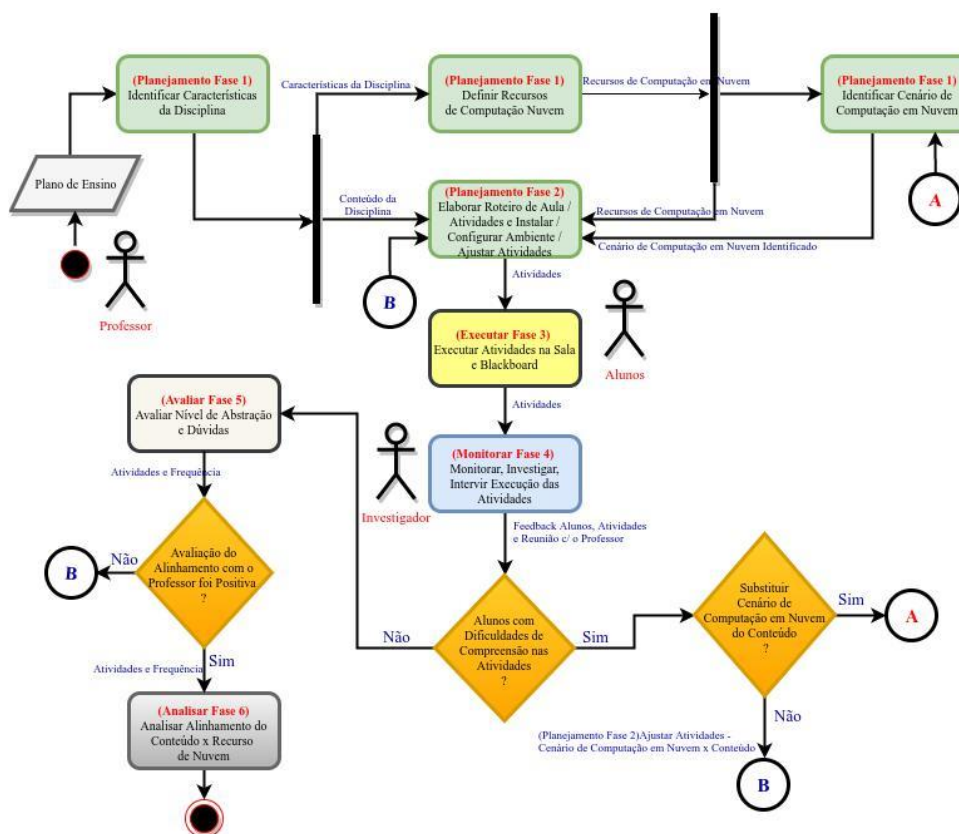 (Planejamento Fase 1)
Identificar Características
da Disciplina
Características da Disciplina
(Planejamento Fase 1)
Definir Recursos
de Computação Nuvem
Recursos de Computação em Nuvem
(Planejamento Fase 1)
Identificar Cenário de
Computação em Nuvem
Plano de Ensino
Professor
Conteúdo da
Disciplina
(Planejamento Fase 2)
Elaborar Roteiro de Aula /
Atividades e Instalar /
Configurar Ambiente /
Ajustar Atividades
Recursos de Computação em Nuvem
Cenário de Computação em Nuvem Identificado
A
B
Atividades
(Executar Fase 3)
Executar Atividades na Sala
e Blackboard
Alunos
Atividades
(Monitorar Fase 4)
Monitorar, Investigar,
Intervir Execução das
Atividades
Investigador
Feedback Alunos, Atividades
e Reunião c/ o Professor
Alunos com
Dificuldades de
Compreensão nas
Atividades
?
Não
Sim
Substituir
Cenário de
Computação em Nuvem
do Conteúdo
?
Sim
A
Não
(Planejamento Fase 2)Ajustar Atividades -
Cenário de Computação em Nuvem x Conteúdo
B
(Avaliar Fase 5)
Avaliar Nível de Abstração
e Dúvidas
Atividades e Frequência
Avaliação do
Alinhamento com o
Professor foi Positiva
?
Não
B
Sim
Atividades e Frequência
(Analisar Fase 6)
Analisar Alinhamento do
Conteúdo x Recurso
de Nuvem